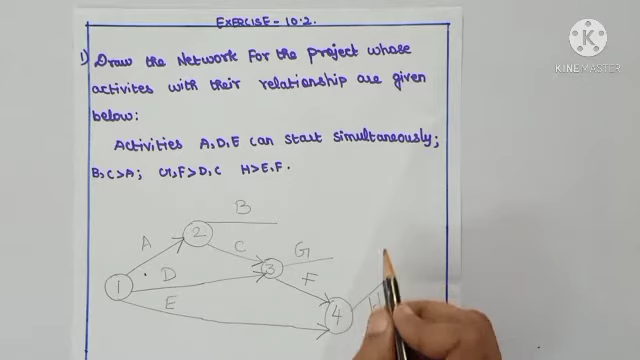 EXERCISE - 10.2.
1) Draw the Network for the project whose
activites with their relationship are given
below:
Activities A,D,E can start simultaneously;
B,C>A; G,F>D,C H>E,F.
B
2
A
C
G
3
D
F
1
E
4
H
KINEMASTER